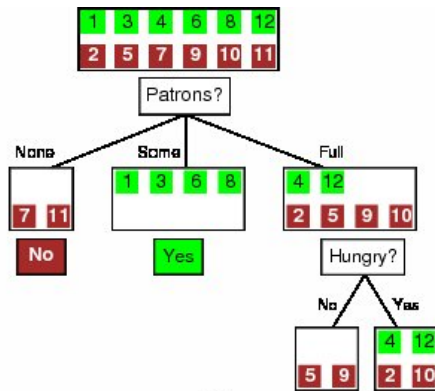 1 3 4 6 8 12
2 5 7 9 10 11
Patrons?
None Some Full
1 3 6 8 4 12
7 11 2 5 9 10
No Yes Hungry?
No Yes
4 12
5 9 2 10